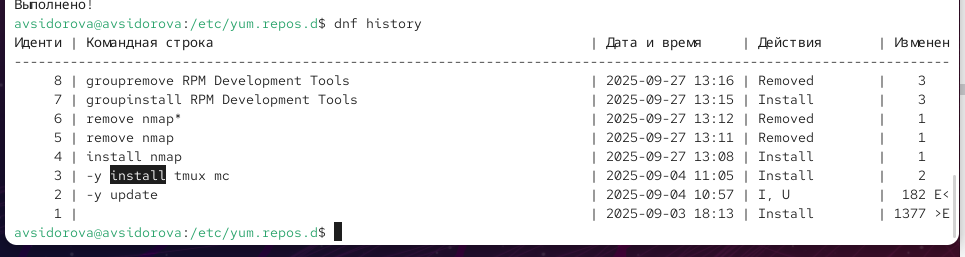 Выполнено!
avsidorova@avsidorova:/etc/yum.repos.d$ dnf history
Иденти | Командная строка | Дата и время | Действия | Изменен
--------------------------------------------------------------------------------------------------------------------
8 | groupremove RPM Development Tools | 2025-09-27 13:16 | Removed | 3
7 | groupinstall RPM Development Tools | 2025-09-27 13:15 | Install | 3
6 | remove nmap* | 2025-09-27 13:12 | Removed | 1
5 | remove nmap | 2025-09-27 13:11 | Removed | 1
4 | install nmap | 2025-09-27 13:08 | Install | 1
3 | -y install tmux mc | 2025-09-04 11:05 | Install | 2
2 | -y update | 2025-09-04 10:57 | I, U | 182 E<
1 | | 2025-09-03 18:13 | Install | 1377 >E
avsidorova@avsidorova:/etc/yum.repos.d$